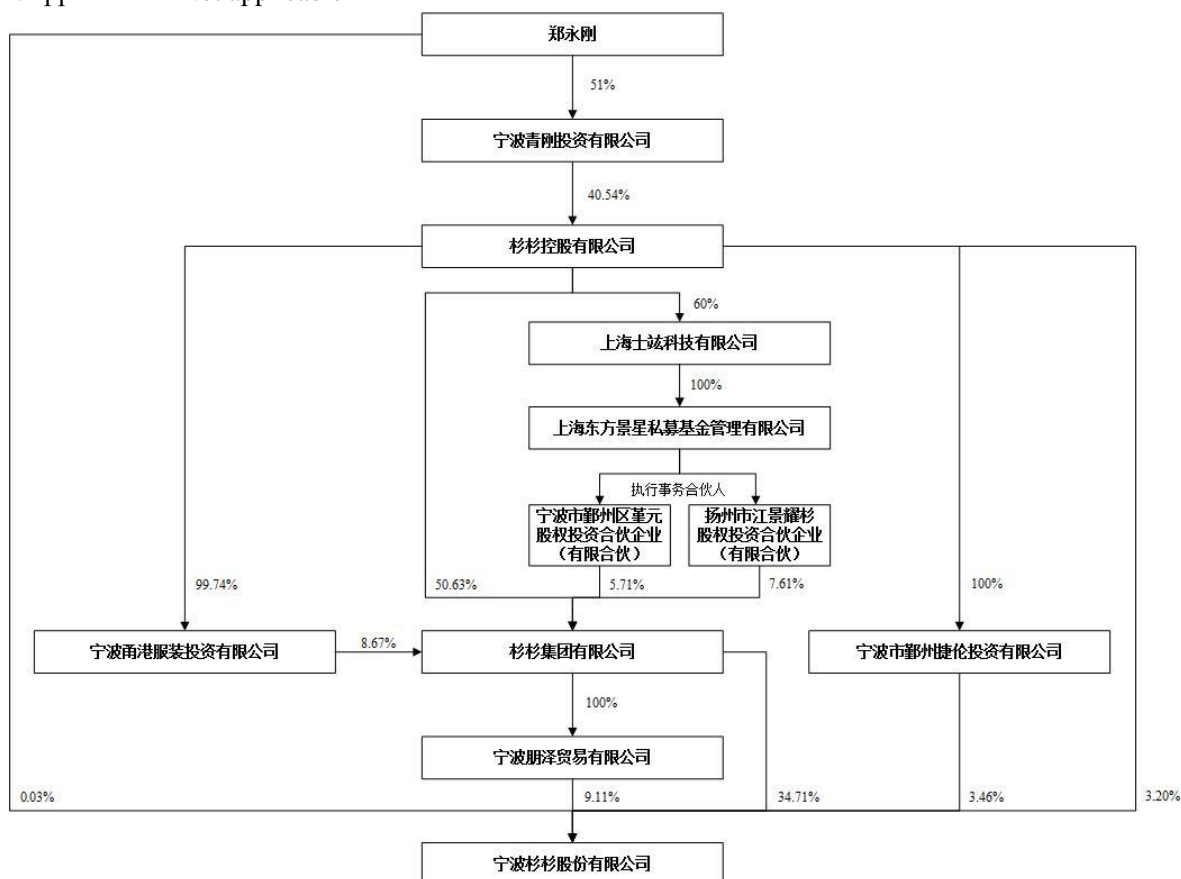 郑永刚
51%
宁波青刚投资有限公司
40.54%
杉杉控股有限公司
60%
上海士竑科技有限公司
100%
上海东方景星私募基金管理有限公司
执行事务合伙人
宁波市鄞州区堇元
股权投资合伙企业
（有限合伙）
扬州市江景耀杉
股权投资合伙企业
（有限合伙）
99.74%
50.63%
5.71%
7.61%
100%
宁波甬港服装投资有限公司
8.67%
杉杉集团有限公司
宁波市鄞州捷伦投资有限公司
100%
宁波朋泽贸易有限公司
0.03%
9.11%
34.71%
3.46%
3.20%
宁波杉杉股份有限公司